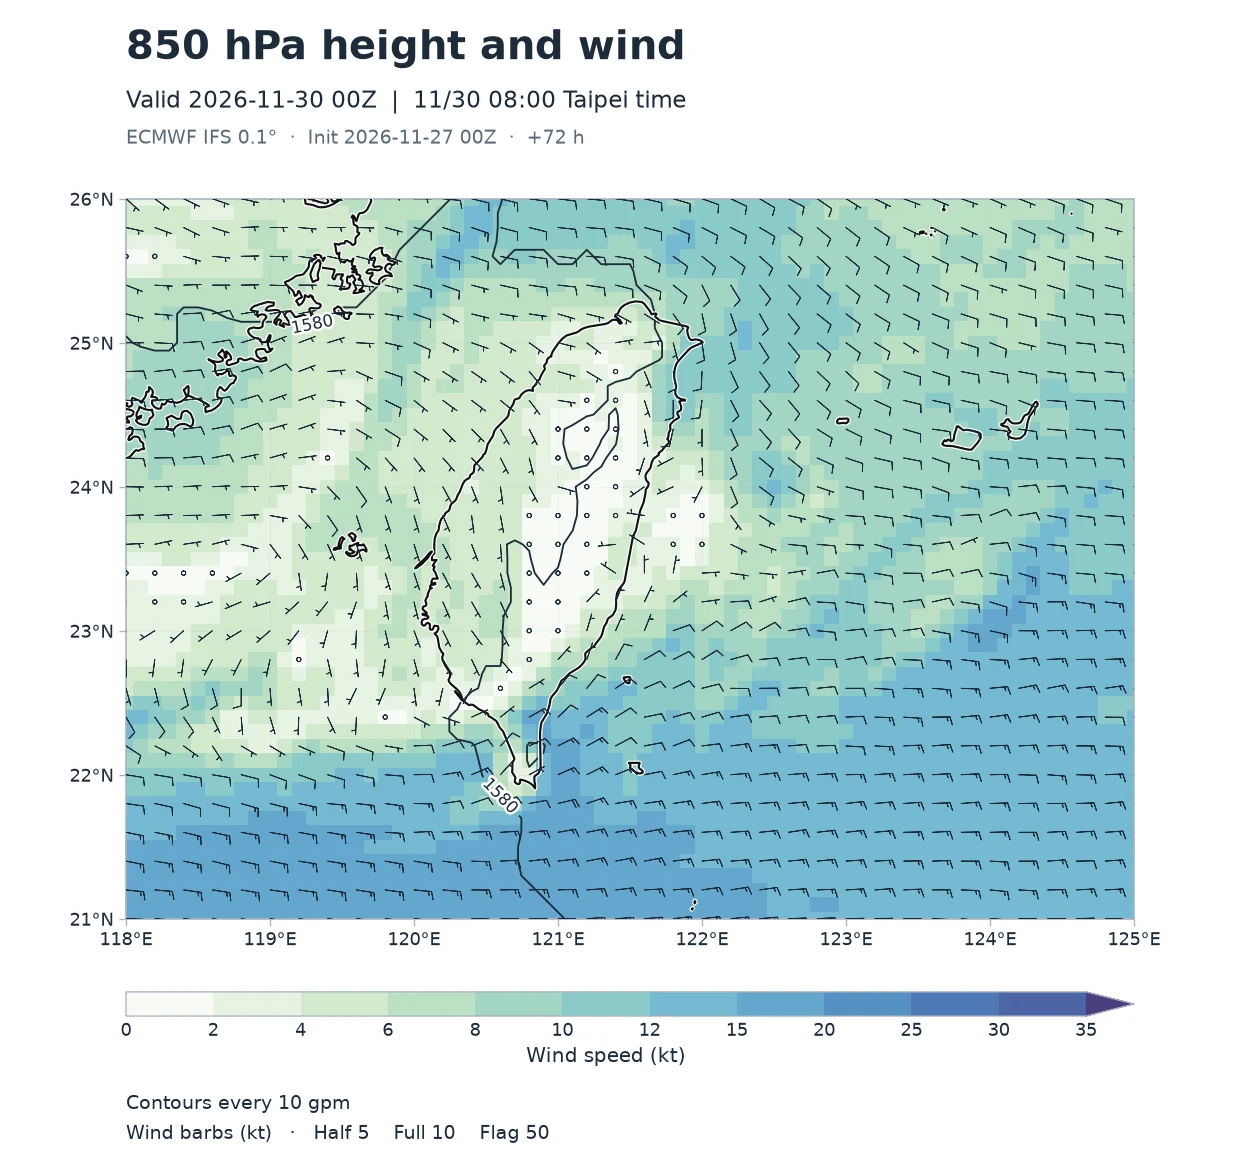 850 hPa height and wind
Valid 2026-11-30 00Z | 11/30 08:00 Taipei time
ECMWF IFS 0.1° · Init 2026-11-27 00Z · +72 h
26°N
25°N
24°N
23°N
22°N
21°N
1580
1580
118°E 119°E 120°E 121°E 122°E 123°E 124°E 125°E
0 2 4 6 8 10 12 15 20 25 30 35
Wind speed (kt)
Contours every 10 gpm
Wind barbs (kt) · Half 5 Full 10 Flag 50